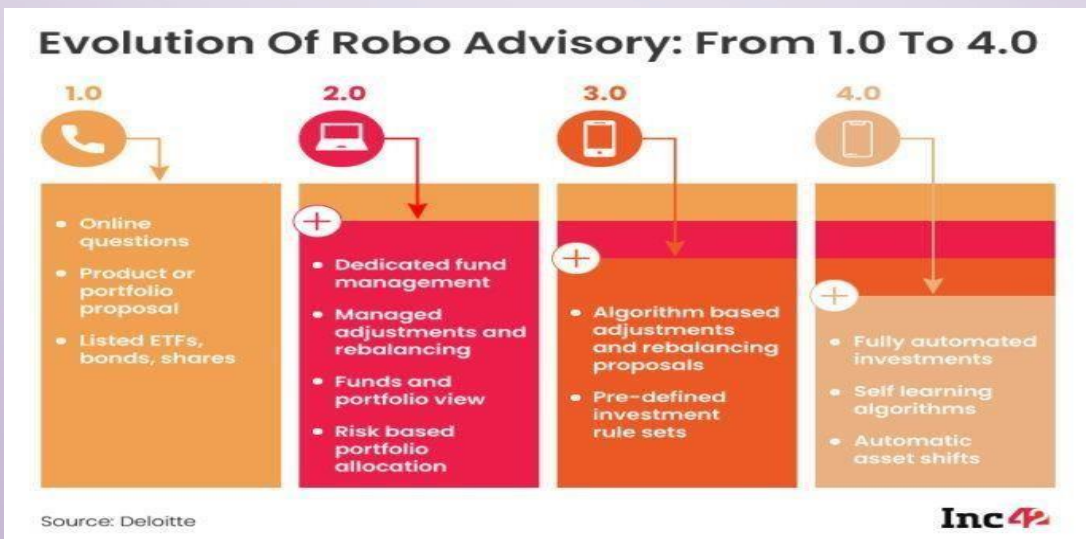 Evolution Of Robo Advisory: From 1.0 To 4.0
1.0
• Online
questions
• Product or
portfolio
proposal
• Listed ETFs,
bonds, shares
2.0
+
• Dedicated fund
management
• Managed
adjustments and
rebalancing
• Funds and
portfolio view
• Risk based
portfolio
allocation
3.0
+
• Algorithm based
adjustments
and rebalancing
proposals
• Pre-defined
investment
rule sets
4.0
+
• Fully automated
investments
• Self learning
algorithms
• Automatic
asset shifts
Source: Deloitte
Inc42